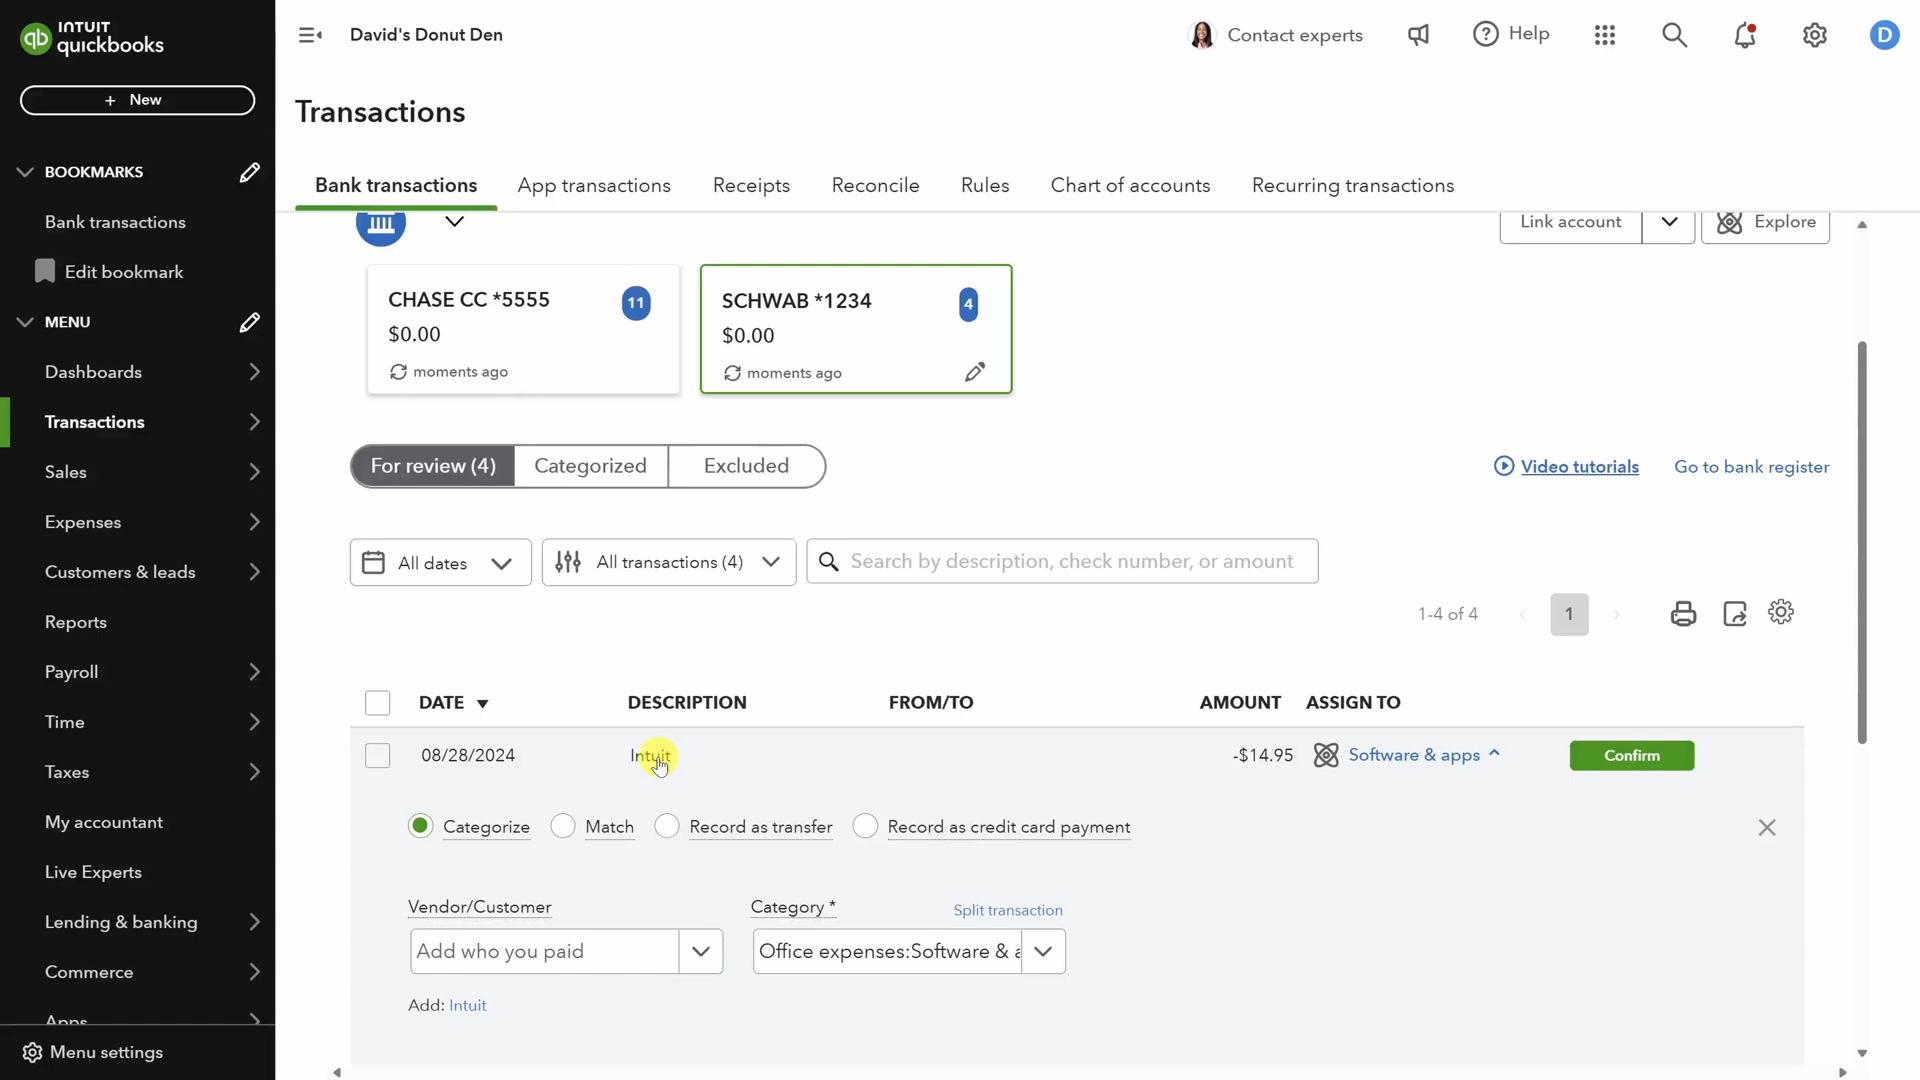 INTUIT
quickbooks
David's Donut Den
Contact experts
Help
D
+ New
Transactions
BOOKMARKS
Bank transactions
Edit bookmark
MENU
Dashboards
Transactions
Sales
Expenses
Customers & leads
Reports
Payroll
Time
Taxes
My accountant
Live Experts
Lending & banking
Commerce
Apps
Menu settings
Bank transactions
App transactions
Receipts
Reconcile
Rules
Chart of accounts
Recurring transactions
Link account
Explore
CHASE CC *5555
11
$0.00
moments ago
SCHWAB *1234
4
$0.00
moments ago
For review (4)
Categorized
Excluded
Video tutorials
Go to bank register
All dates
All transactions (4)
Search by description, check number, or amount
1-4 of 4
1
DATE
DESCRIPTION
FROM/TO
AMOUNT
ASSIGN TO
08/28/2024
Intuit
-$14.95
Software & apps
Confirm
Categorize
Match
Record as transfer
Record as credit card payment
Vendor/Customer
Category *
Split transaction
Add who you paid
Office expenses:Software & a
Add: Intuit